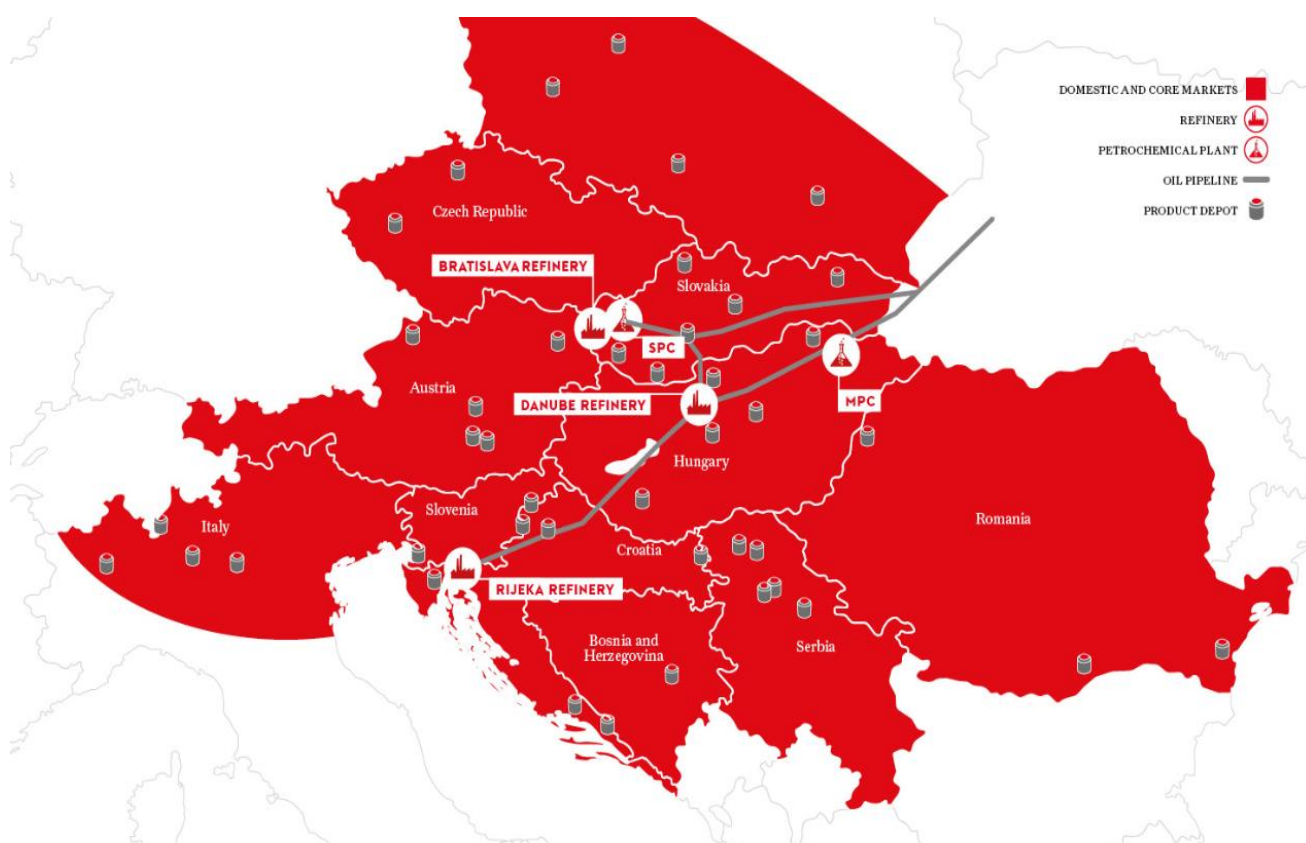 DOMESTIC AND CORE MARKETS
REFINERY
PETROCHEMICAL PLANT
OIL PIPELINE
PRODUCT DEPOT
Czech Republic
BRATISLAVA REFINERY
Slovakia
SPC
Austria
DANUBE REFINERY
MPC
Hungary
Slovenia
Italy
Romania
Croatia
RIJEKA REFINERY
Bosnia and
Herzegovina
Serbia